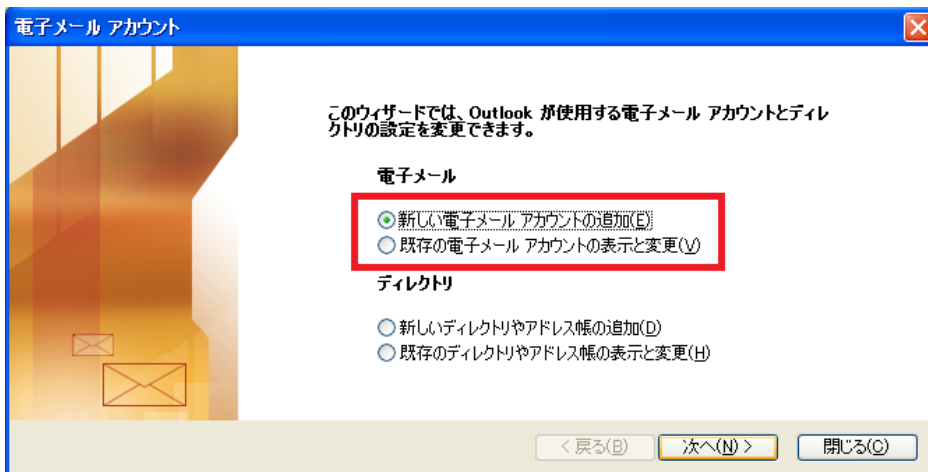 電子メール アカウント
このウィザードでは、Outlook が使用する電子メール アカウントとディレ
クトリの設定を変更できます。
電子メール
新しい電子メール アカウントの追加(E)
既存の電子メール アカウントの表示と変更(V)
ディレクトリ
新しいディレクトリやアドレス帳の追加(D)
既存のディレクトリやアドレス帳の表示と変更(H)
< 戻る(B)
次へ(N) >
閉じる(C)